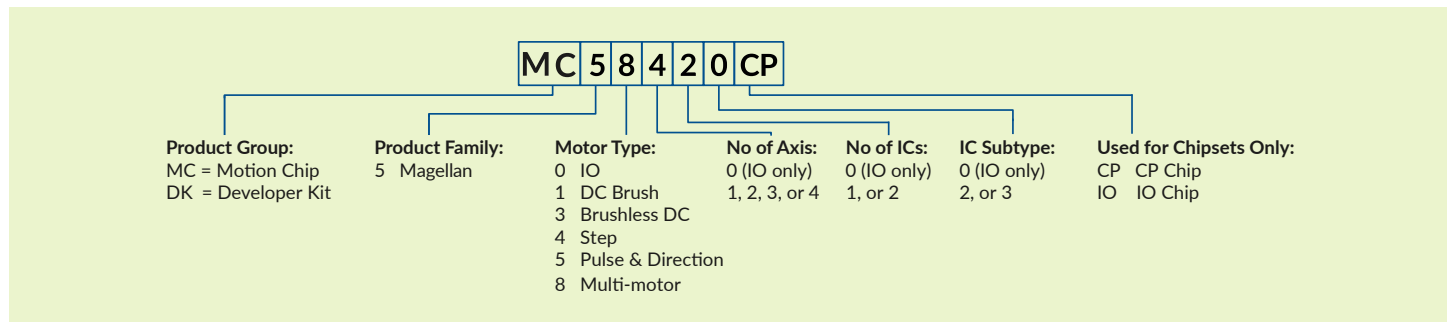 MC58420CP
Product Group:
MC = Motion Chip
DK = Developer Kit
Product Family:
5 Magellan
Motor Type:
0 IO
1 DC Brush
3 Brushless DC
4 Step
5 Pulse & Direction
8 Multi-motor
No of Axis:
0 (IO only)
1, 2, 3, or 4
No of ICs:
0 (IO only)
1, or 2
IC Subtype:
0 (IO only)
2, or 3
Used for Chipsets Only:
CP CP Chip
IO IO Chip